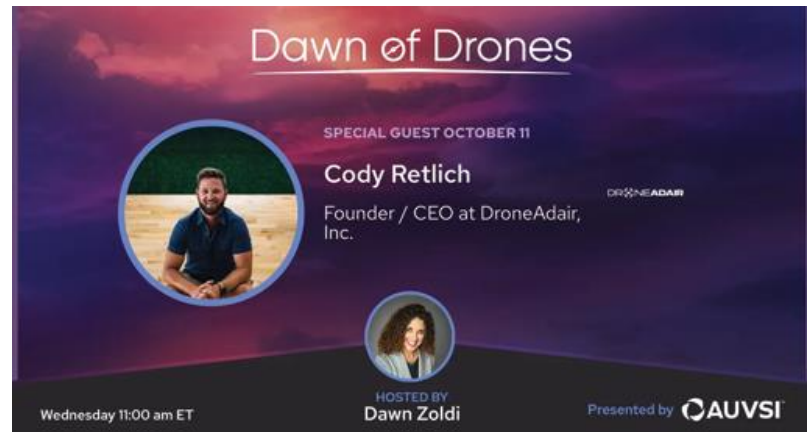 Dawn of Drones
SPECIAL GUEST OCTOBER 11
Cody Retlich
Founder / CEO at DroneAdair,
Inc.
DRONEADAIR
HOSTED BY
Dawn Zoldi
Wednesday 11:00 am ET
Presented by AUVSI